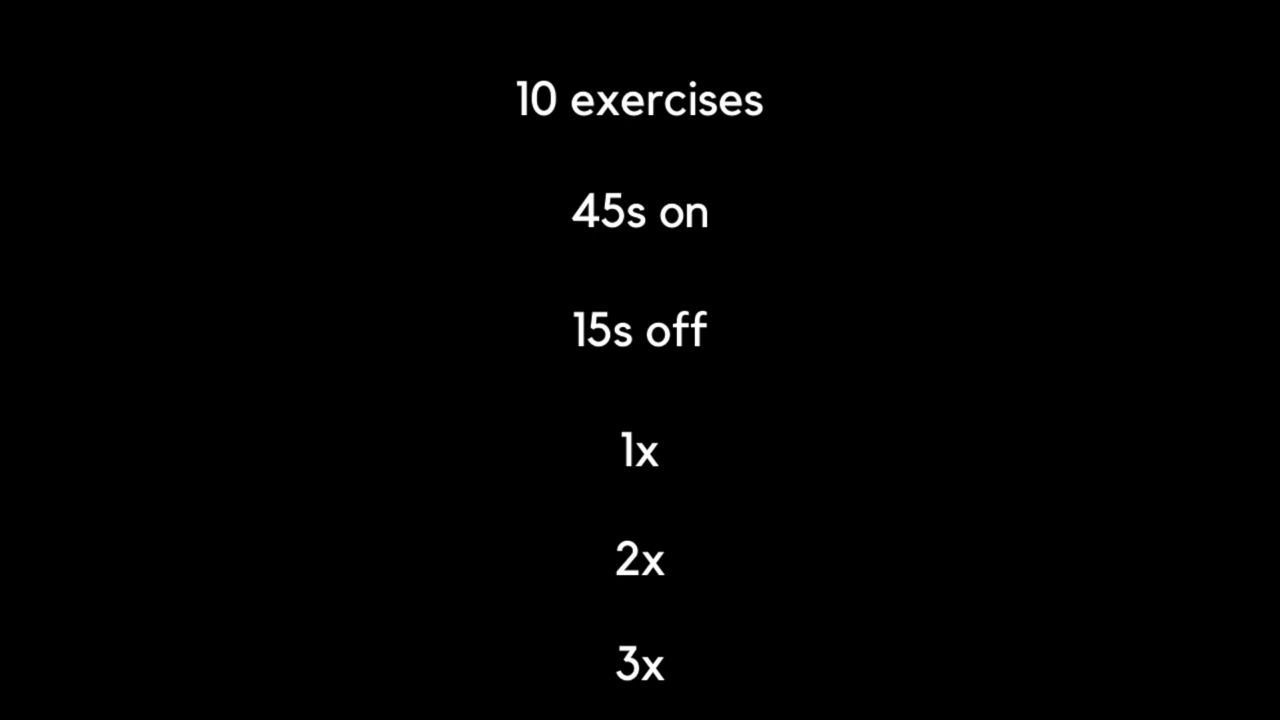 10 exercises
45s on
15s off
1x
2x
3x